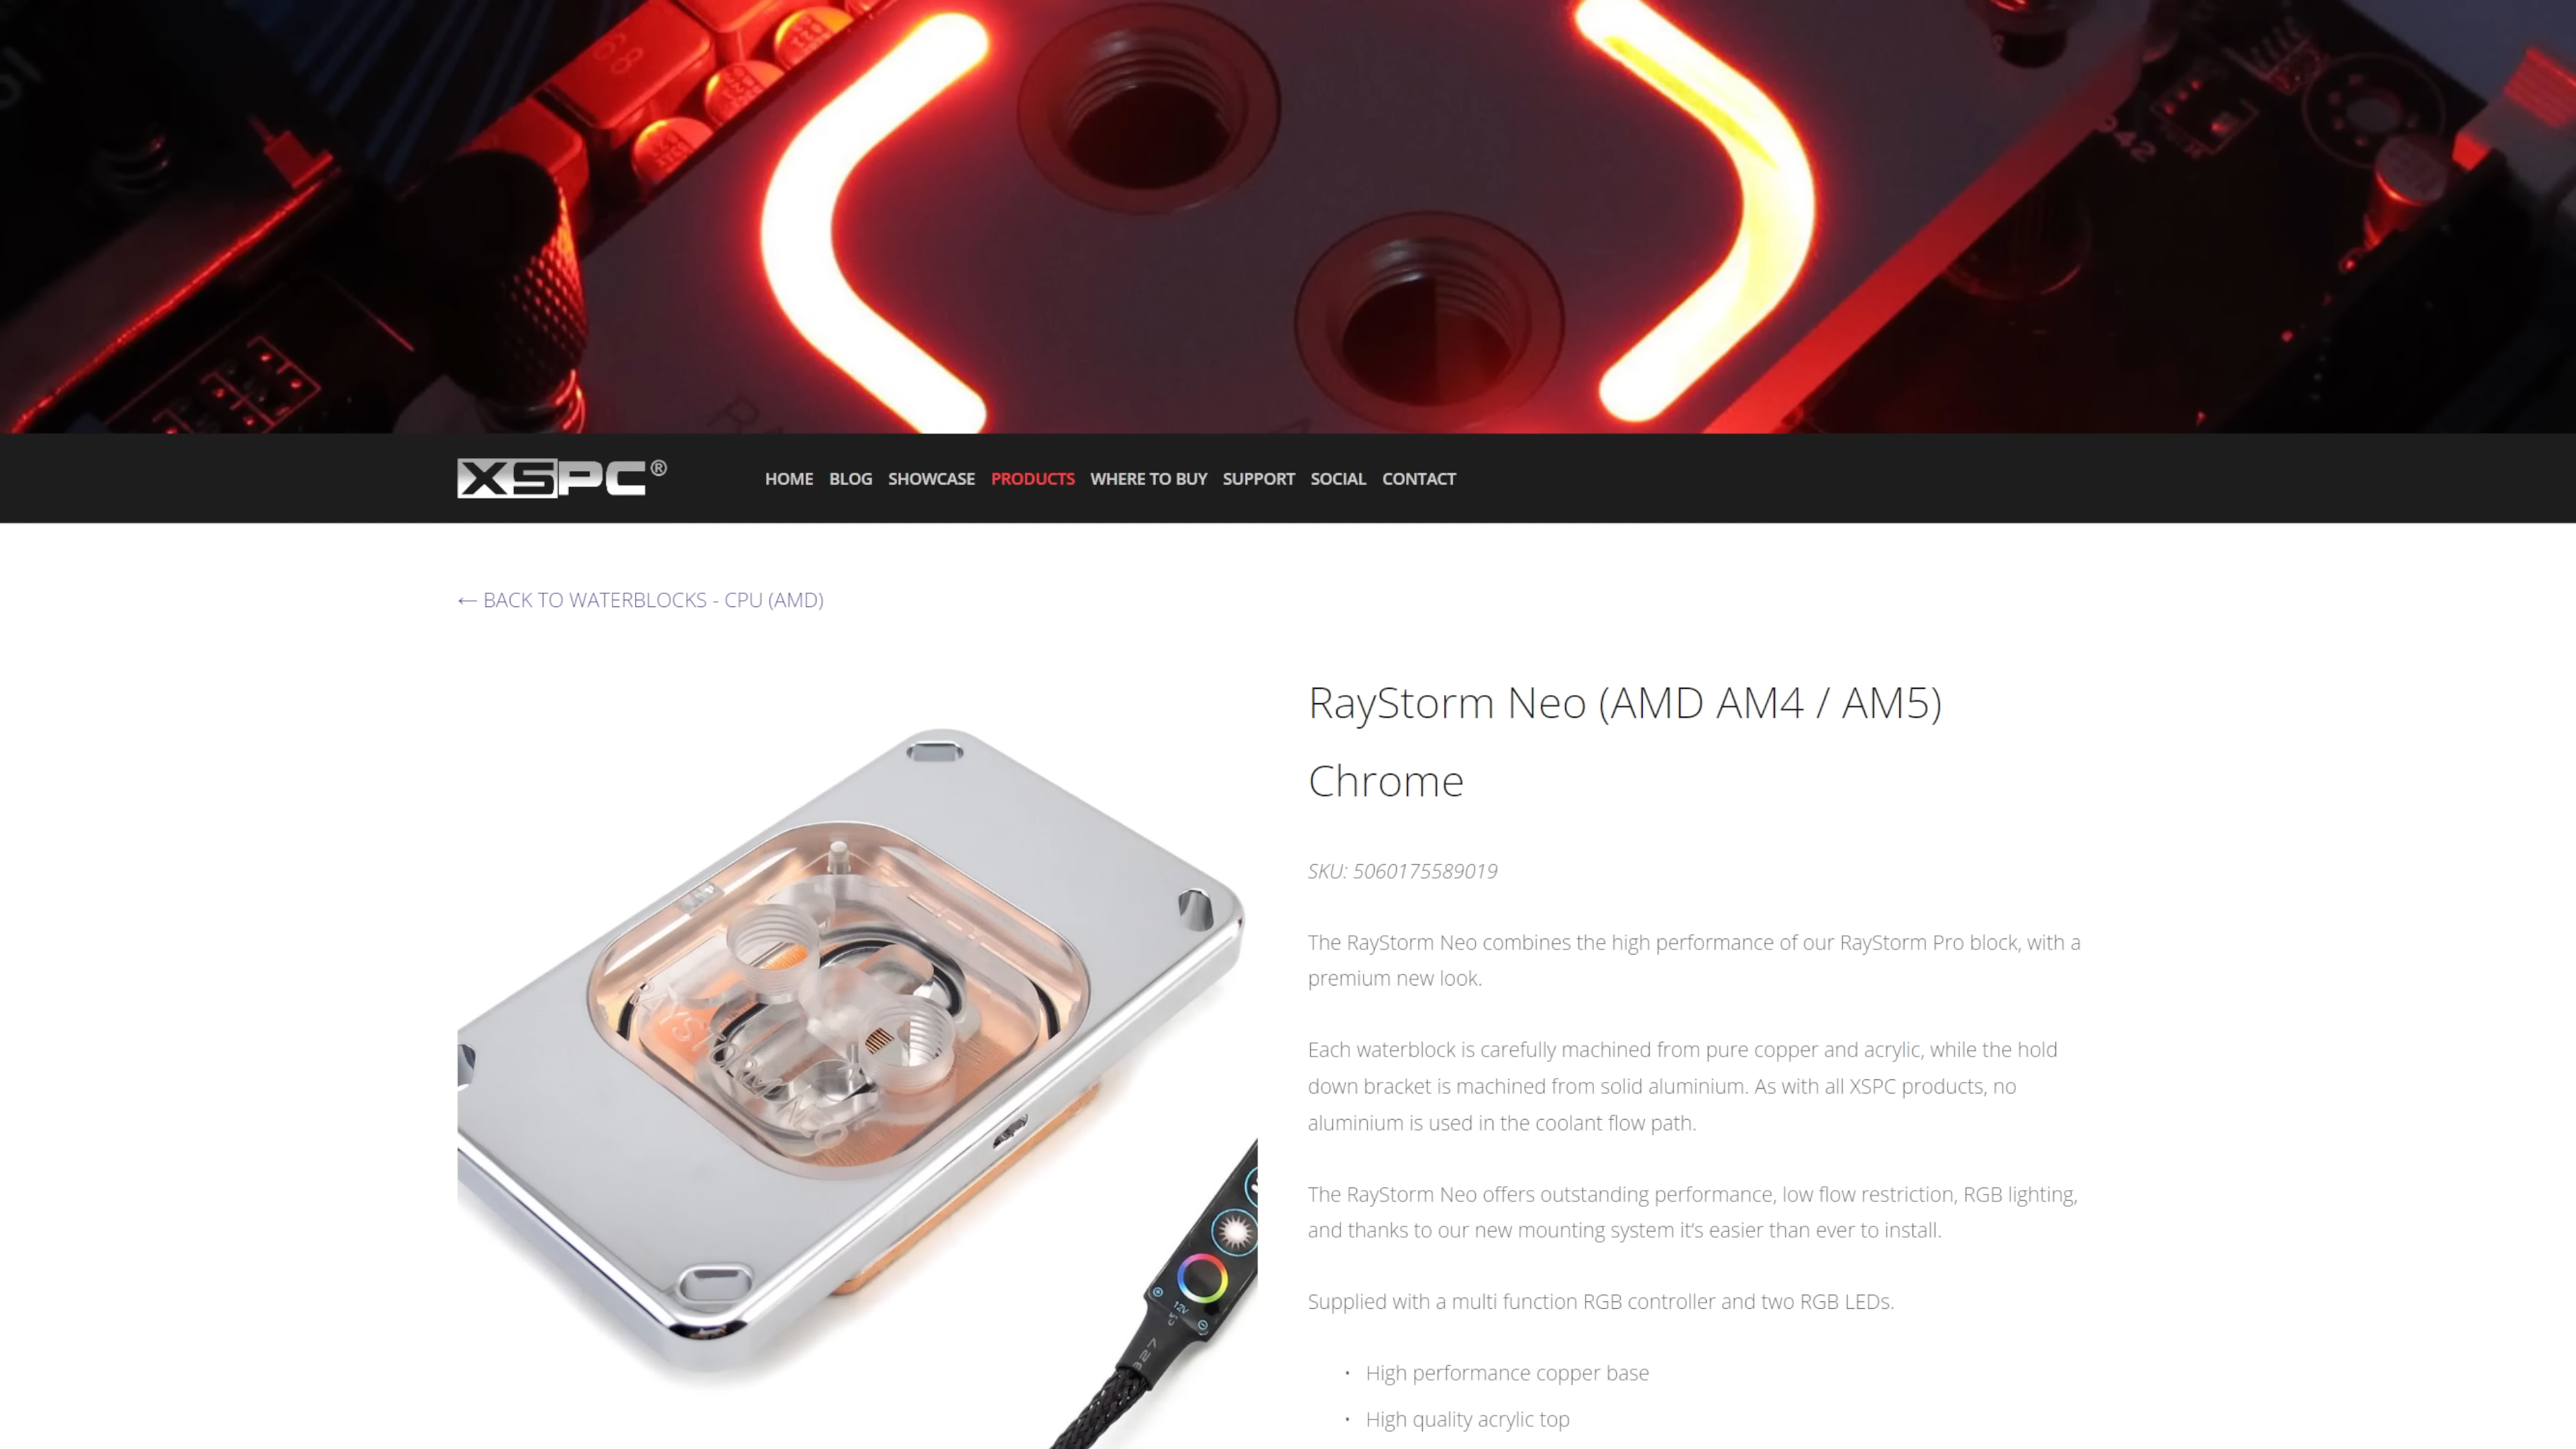 68
XSPC®
HOME BLOG SHOWCASE PRODUCTS WHERE TO BUY SUPPORT SOCIAL CONTACT
← BACK TO WATERBLOCKS - CPU (AMD)
RayStorm Neo (AMD AM4 / AM5)
Chrome
SKU: 5060175589019
The RayStorm Neo combines the high performance of our RayStorm Pro block, with a
premium new look.
Each waterblock is carefully machined from pure copper and acrylic, while the hold
down bracket is machined from solid aluminium. As with all XSPC products, no
aluminium is used in the coolant flow path.
The RayStorm Neo offers outstanding performance, low flow restriction, RGB lighting,
and thanks to our new mounting system it’s easier than ever to install.
Supplied with a multi function RGB controller and two RGB LEDs.
• High performance copper base
• High quality acrylic top
RAYSTORM NEO
12V
327